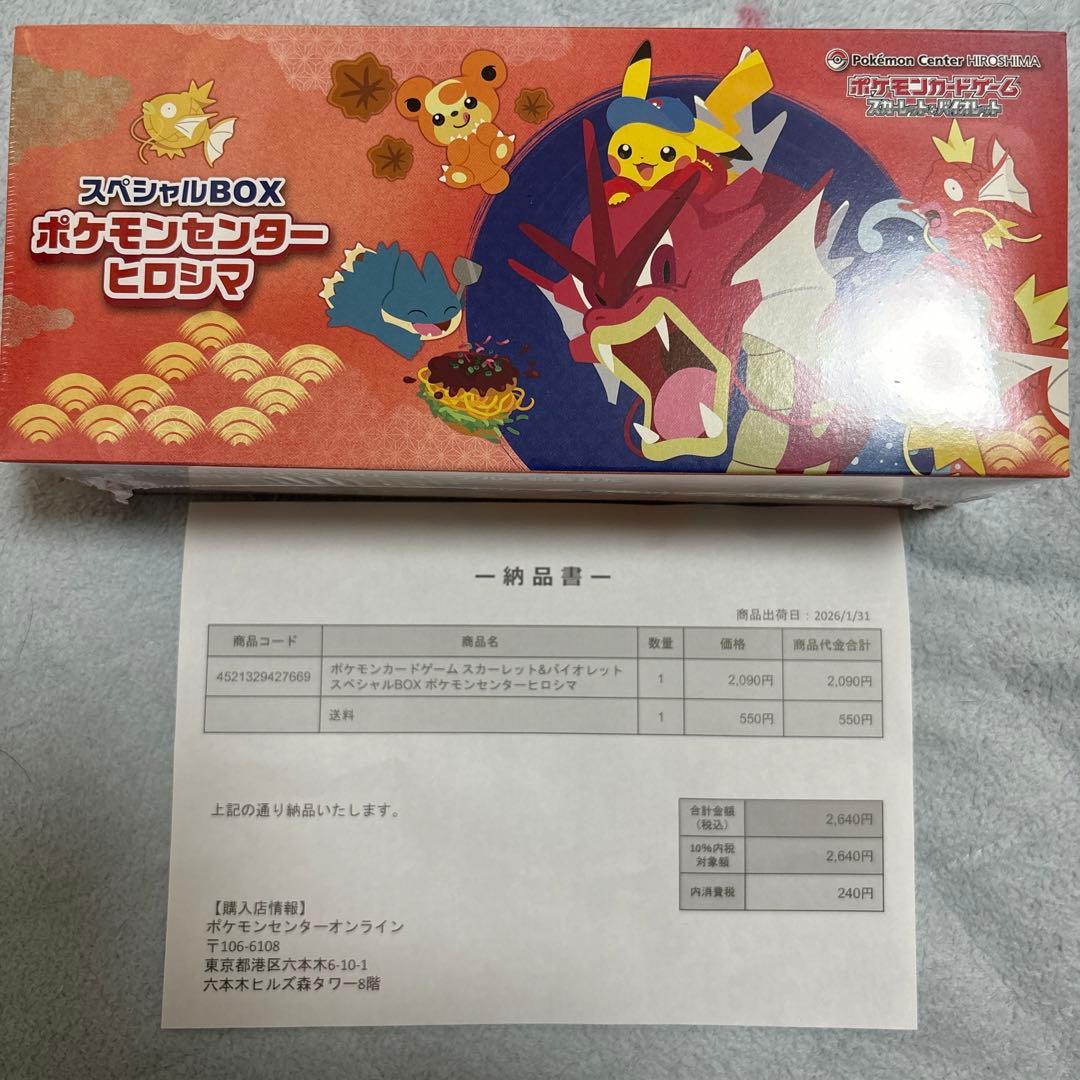 Pokémon Center HIROSHIMA
ポケモンカードゲーム
スカーレット&バイオレット
スペシャルBOX
ポケモンセンター
ヒロシマ
ー納品書ー
商品出荷日：2026/1/31
商品コード 商品名 数量 価格 商品代金合計
4521329427669 ポケモンカードゲーム スカーレット&バイオレット 1 2,090円 2,090円
スペシャルBOX ポケモンセンターヒロシマ
送料 1 550円 550円
上記の通り納品いたします。
合計金額 2,640円
（税込）
10%内税 2,640円
対象額
内消費税 240円
【購入店情報】
ポケモンセンターオンライン
〒106-6108
東京都港区六本木6-10-1
六本木ヒルズ森タワー8階